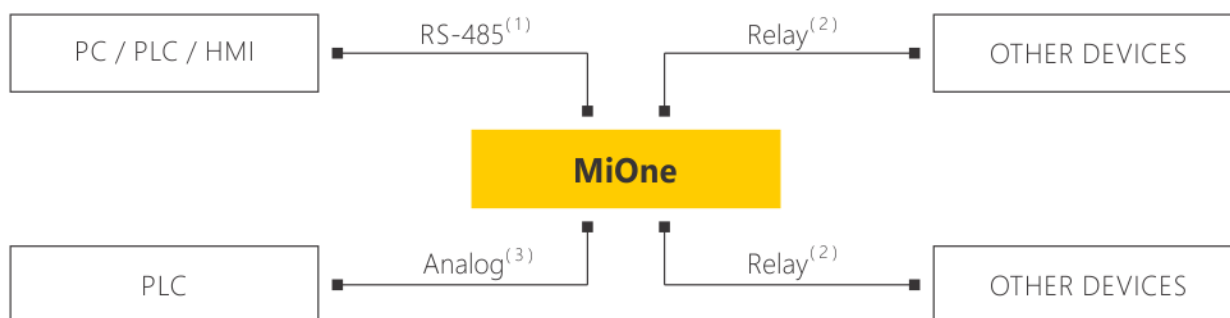 PC / PLC / HMI
RS-485(1)
Relay(2)
OTHER DEVICES
MiOne
PLC
Analog(3)
Relay(2)
OTHER DEVICES